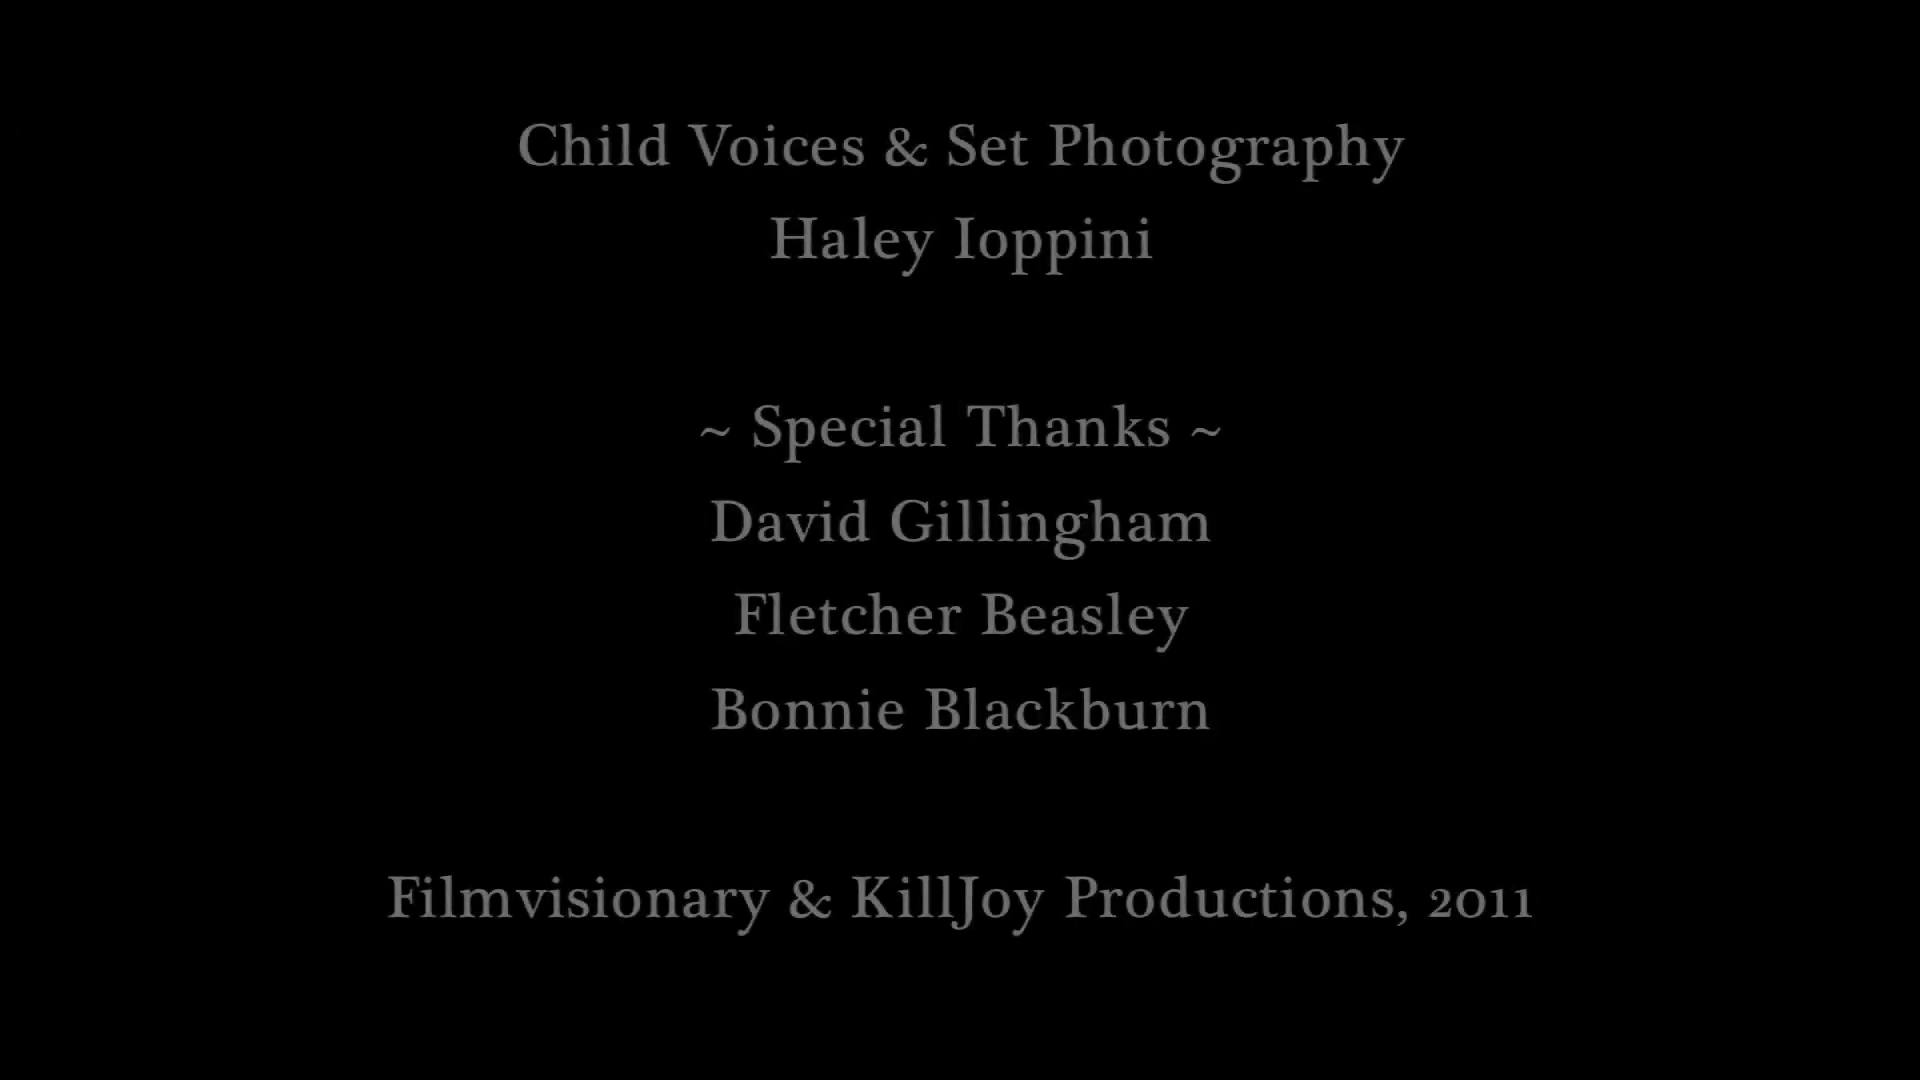 Child Voices & Set Photography
Haley Ioppini
~ Special Thanks ~
David Gillingham
Fletcher Beasley
Bonnie Blackburn
Filmvisionary & KillJoy Productions, 2011